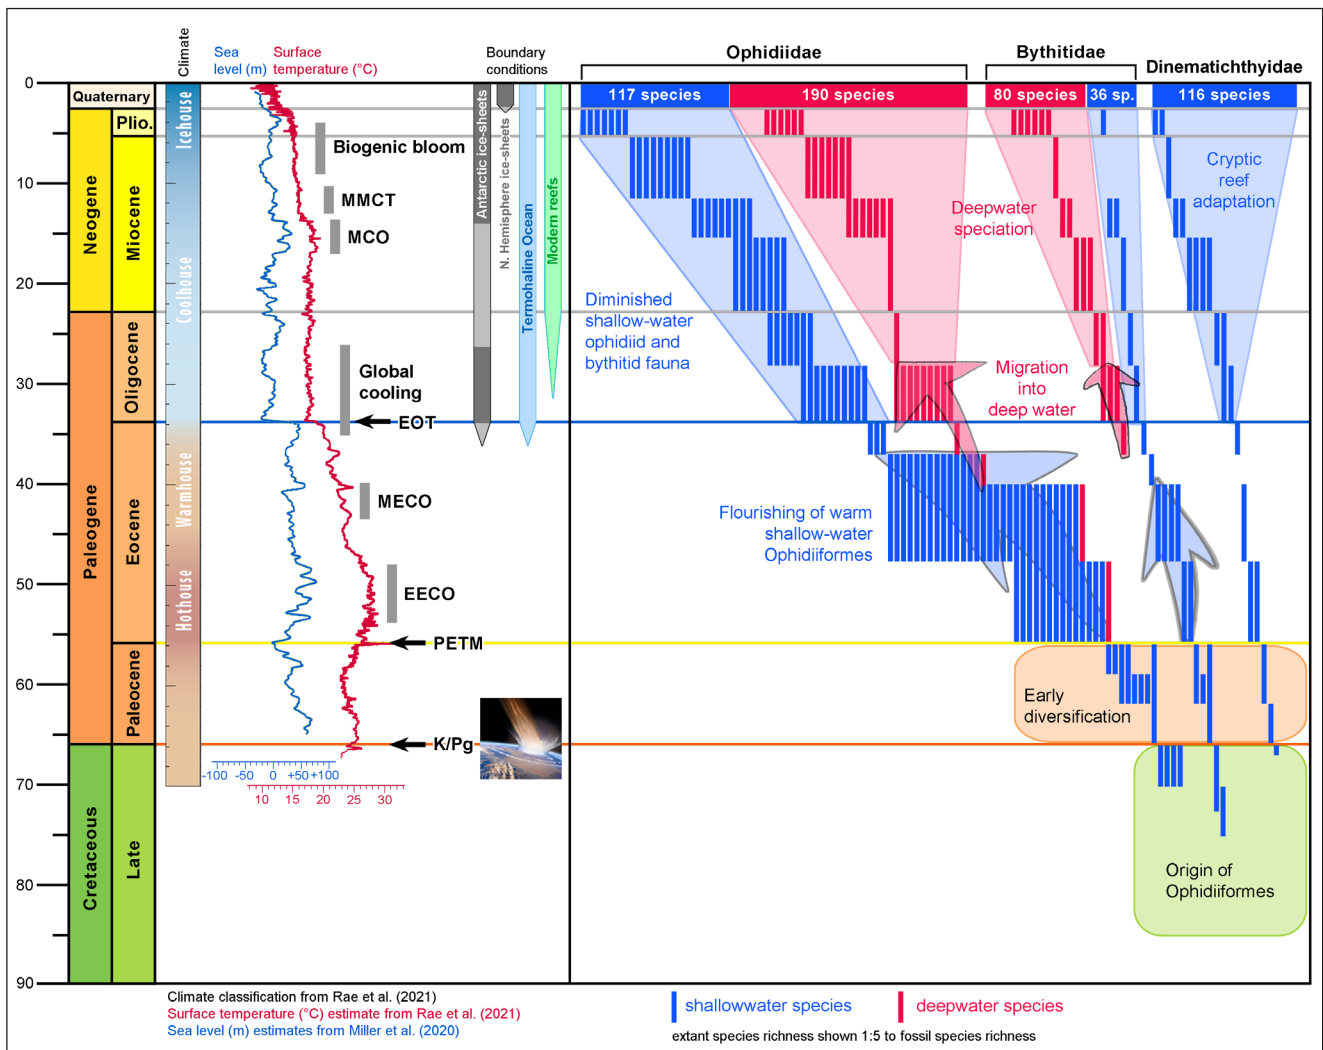 Climate
Sea
level (m)
Surface
temperature (°C)
Boundary
conditions
Ophidiidae
Bythitidae
Dinematichthyidae
0
10
20
30
40
50
60
70
80
90
Quaternary
Neogene
Paleogene
Cretaceous
Plio.
Miocene
Oligocene
Eocene
Paleocene
Late
Icehouse
Coolhouse
Warmhouse
Hothouse
Biogenic bloom
MMCT
MCO
Global
cooling
EOT
MECO
EECO
PETM
K/Pg
-100 -50 0 +50 +100
10 15 20 25 30
Antarctic ice-sheets
N. Hemisphere ice-sheets
Termohaline Ocean
Modern reefs
117 species
190 species
80 species
36 sp.
116 species
Cryptic
reef
adaptation
Deepwater
speciation
Diminished
shallow-water
ophidiid and
bythitid fauna
Migration
into
deep water
Flourishing of warm
shallow-water
Ophidiiformes
Early
diversification
Origin of
Ophidiiformes
Climate classification from Rae et al. (2021)
Surface temperature (°C) estimate from Rae et al. (2021)
Sea level (m) estimates from Miller et al. (2020)
shallowwater species
deepwater species
extant species richness shown 1:5 to fossil species richness